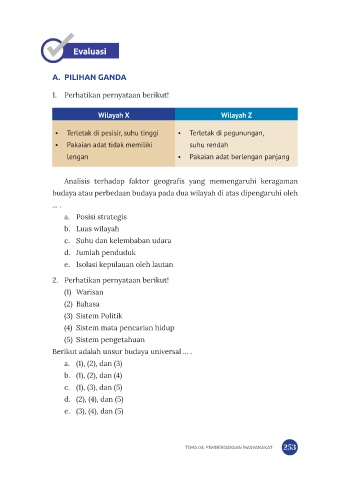 Evaluasi
A. PILIHAN GANDA
1. Perhatikan pernyataan berikut!
Wilayah X
Wilayah Z
• Terletak di pesisir, suhu tinggi
• Pakaian adat tidak memiliki
lengan
• Terletak di pegunungan,
suhu rendah
• Pakaian adat berlengan panjang
Analisis terhadap faktor geografis yang memengaruhi keragaman
budaya atau perbedaan budaya pada dua wilayah di atas dipengaruhi oleh
... .
a. Posisi strategis
b. Luas wilayah
c. Suhu dan kelembaban udara
d. Jumlah penduduk
e. Isolasi kepulauan oleh lautan
2. Perhatikan pernyataan berikut!
(1) Warisan
(2) Bahasa
(3) Sistem Politik
(4) Sistem mata pencarian hidup
(5) Sistem pengetahuan
Berikut adalah unsur budaya universal ... .
a. (1), (2), dan (3)
b. (1), (2), dan (4)
c. (1), (3), dan (5)
d. (2), (4), dan (5)
e. (3), (4), dan (5)
TEMA 04: PEMBERDAYAAN MASYARAKAT 253